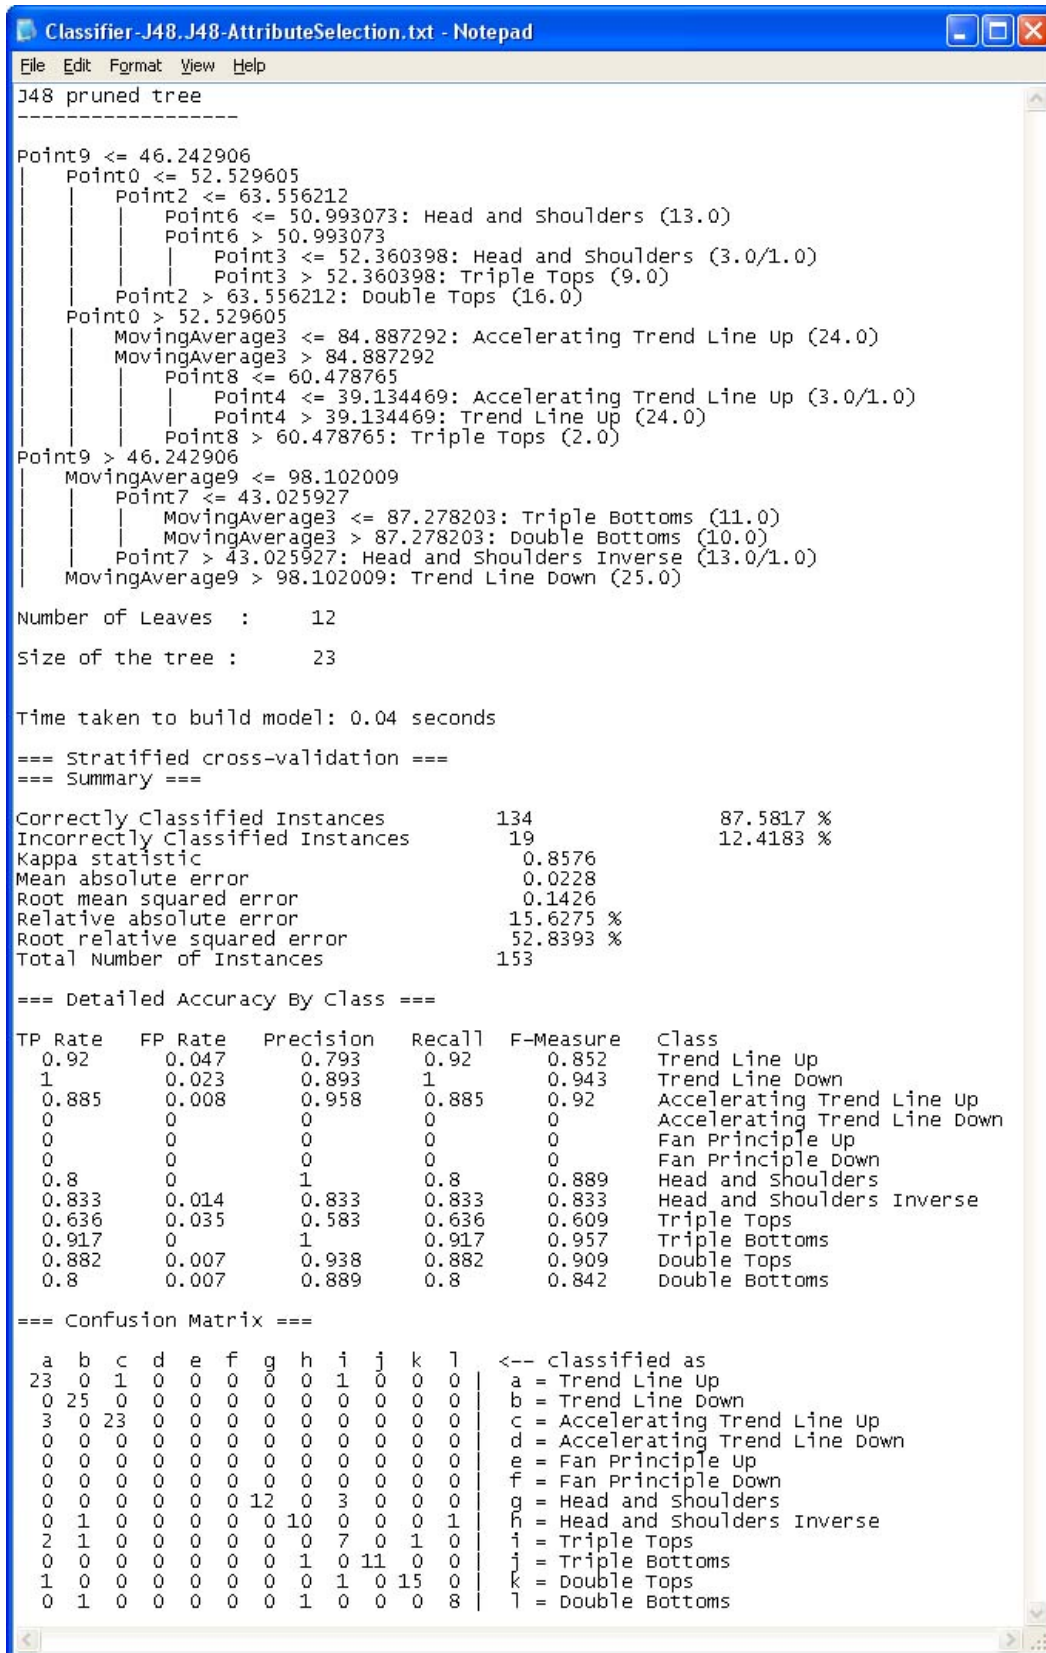 Classifier-J48.J48-AttributeSelection.txt - Notepad
File Edit Format View Help
J48 pruned tree
------------------
Point9 <= 46.242906
|   Point0 <= 52.529605
|   |   Point2 <= 63.556212
|   |   |   Point6 <= 50.993073: Head and Shoulders (13.0)
|   |   |   Point6 > 50.993073
|   |   |   |   Point3 <= 52.360398: Head and Shoulders (3.0/1.0)
|   |   |   |   Point3 > 52.360398: Triple Tops (9.0)
|   |   Point2 > 63.556212: Double Tops (16.0)
|   Point0 > 52.529605
|   |   MovingAverage3 <= 84.887292: Accelerating Trend Line Up (24.0)
|   |   MovingAverage3 > 84.887292
|   |   |   Point8 <= 60.478765
|   |   |   |   Point4 <= 39.134469: Accelerating Trend Line Up (3.0/1.0)
|   |   |   |   Point4 > 39.134469: Trend Line Up (24.0)
|   |   |   Point8 > 60.478765: Triple Tops (2.0)
Point9 > 46.242906
|   MovingAverage9 <= 98.102009
|   |   Point7 <= 43.025927
|   |   |   MovingAverage3 <= 87.278203: Triple Bottoms (11.0)
|   |   |   MovingAverage3 > 87.278203: Double Bottoms (10.0)
|   |   Point7 > 43.025927: Head and Shoulders Inverse (13.0/1.0)
|   MovingAverage9 > 98.102009: Trend Line Down (25.0)
Number of Leaves  :     12
Size of the tree :      23
Time taken to build model: 0.04 seconds
=== Stratified cross-validation ===
=== Summary ===
Correctly Classified Instances         134               87.5817 %
Incorrectly Classified Instances        19               12.4183 %
Kappa statistic                          0.8576
Mean absolute error                      0.0228
Root mean squared error                  0.1426
Relative absolute error                 15.6275 %
Root relative squared error             52.8393 %
Total Number of Instances              153
=== Detailed Accuracy By Class ===
TP Rate   FP Rate   Precision   Recall  F-Measure   Class
0.92      0.047      0.793     0.92      0.852    Trend Line Up
1         0.023      0.893     1         0.943    Trend Line Down
0.885     0.008      0.958     0.885     0.92     Accelerating Trend Line Up
0         0          0         0         0        Accelerating Trend Line Down
0         0          0         0         0        Fan Principle Up
0         0          0         0         0        Fan Principle Down
0.8       0          1         0.8       0.889    Head and Shoulders
0.833     0.014      0.833     0.833     0.833    Head and Shoulders Inverse
0.636     0.035      0.583     0.636     0.609    Triple Tops
0.917     0          1         0.917     0.957    Triple Bottoms
0.882     0.007      0.938     0.882     0.909    Double Tops
0.8       0.007      0.889     0.8       0.842    Double Bottoms
=== Confusion Matrix ===
a  b  c  d  e  f  g  h  i  j  k  l   <-- classified as
23  0  1  0  0  0  0  0  1  0  0  0 |  a = Trend Line Up
0 25  0  0  0  0  0  0  0  0  0  0 |  b = Trend Line Down
3  0 23  0  0  0  0  0  0  0  0  0 |  c = Accelerating Trend Line Up
0  0  0  0  0  0  0  0  0  0  0  0 |  d = Accelerating Trend Line Down
0  0  0  0  0  0  0  0  0  0  0  0 |  e = Fan Principle Up
0  0  0  0  0  0  0  0  0  0  0  0 |  f = Fan Principle Down
0  0  0  0  0  0 12  0  3  0  0  0 |  g = Head and Shoulders
0  1  0  0  0  0  0 10  0  0  0  1 |  h = Head and Shoulders Inverse
2  1  0  0  0  0  0  0  7  0  1  0 |  i = Triple Tops
0  0  0  0  0  0  0  1  0 11  0  0 |  j = Triple Bottoms
1  0  0  0  0  0  0  0  1  0 15  0 |  k = Double Tops
0  1  0  0  0  0  0  1  0  0  0  8 |  l = Double Bottoms